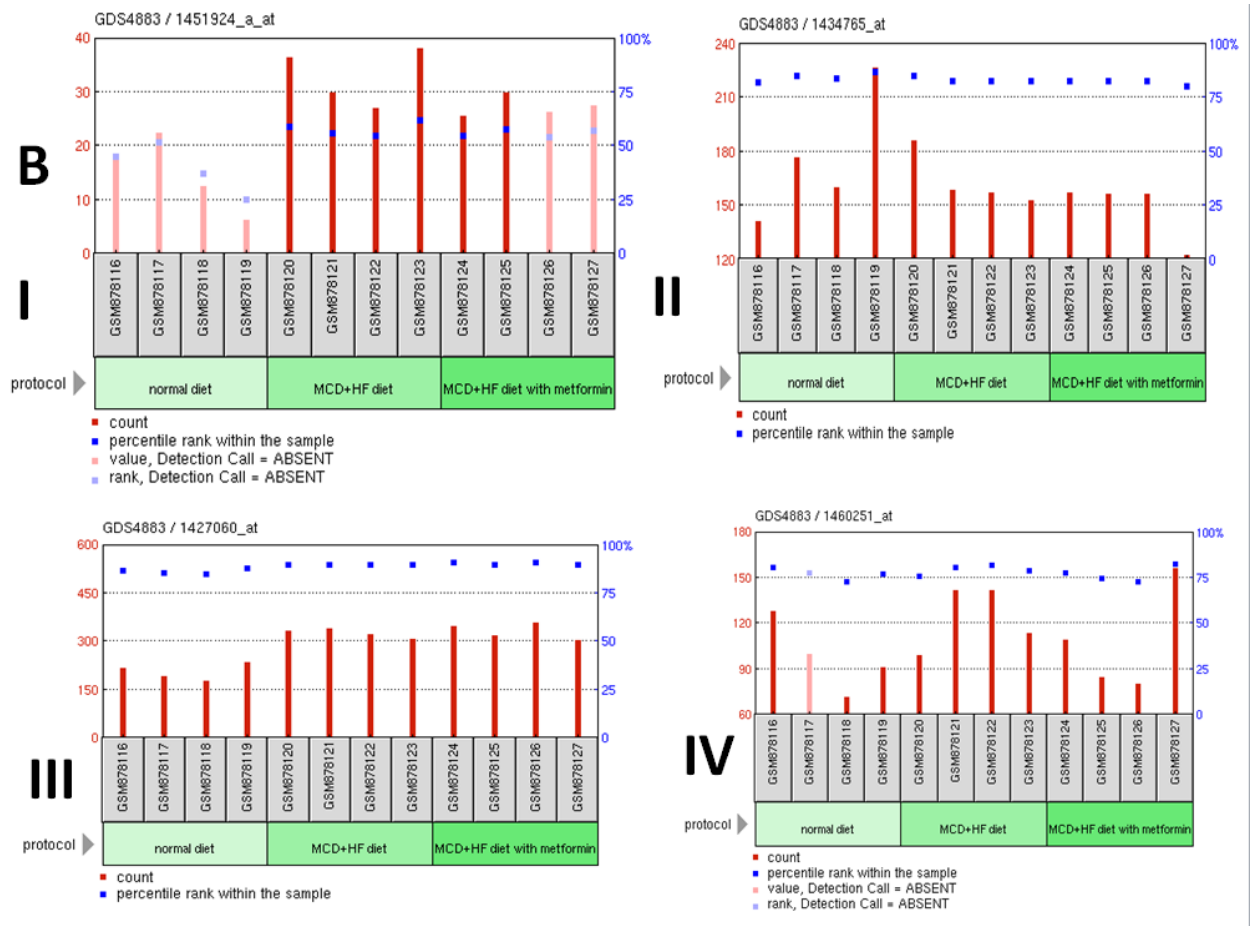 B
I
GDS4883 / 1451924_a_at
40
30
20
10
0
100%
75
50
25
0
GSM878116
GSM878117
GSM878118
GSM878119
GSM878120
GSM878121
GSM878122
GSM878123
GSM878124
GSM878125
GSM878126
GSM878127
protocol
normal diet
MCD+HF diet
MCD+HF diet with metformin
count
percentile rank within the sample
value, Detection Call = ABSENT
rank, Detection Call = ABSENT
II
GDS4883 / 1434765_at
240
210
180
150
120
100%
75
50
25
0
GSM878116
GSM878117
GSM878118
GSM878119
GSM878120
GSM878121
GSM878122
GSM878123
GSM878124
GSM878125
GSM878126
GSM878127
protocol
normal diet
MCD+HF diet
MCD+HF diet with metformin
count
percentile rank within the sample
III
GDS4883 / 1427060_at
600
450
300
150
0
100%
75
50
25
0
GSM878116
GSM878117
GSM878118
GSM878119
GSM878120
GSM878121
GSM878122
GSM878123
GSM878124
GSM878125
GSM878126
GSM878127
protocol
normal diet
MCD+HF diet
MCD+HF diet with metformin
count
percentile rank within the sample
IV
GDS4883 / 1460251_at
180
150
120
90
60
100%
75
50
25
0
GSM878116
GSM878117
GSM878118
GSM878119
GSM878120
GSM878121
GSM878122
GSM878123
GSM878124
GSM878125
GSM878126
GSM878127
protocol
normal diet
MCD+HF diet
MCD+HF diet with metformin
count
percentile rank within the sample
value, Detection Call = ABSENT
rank, Detection Call = ABSENT